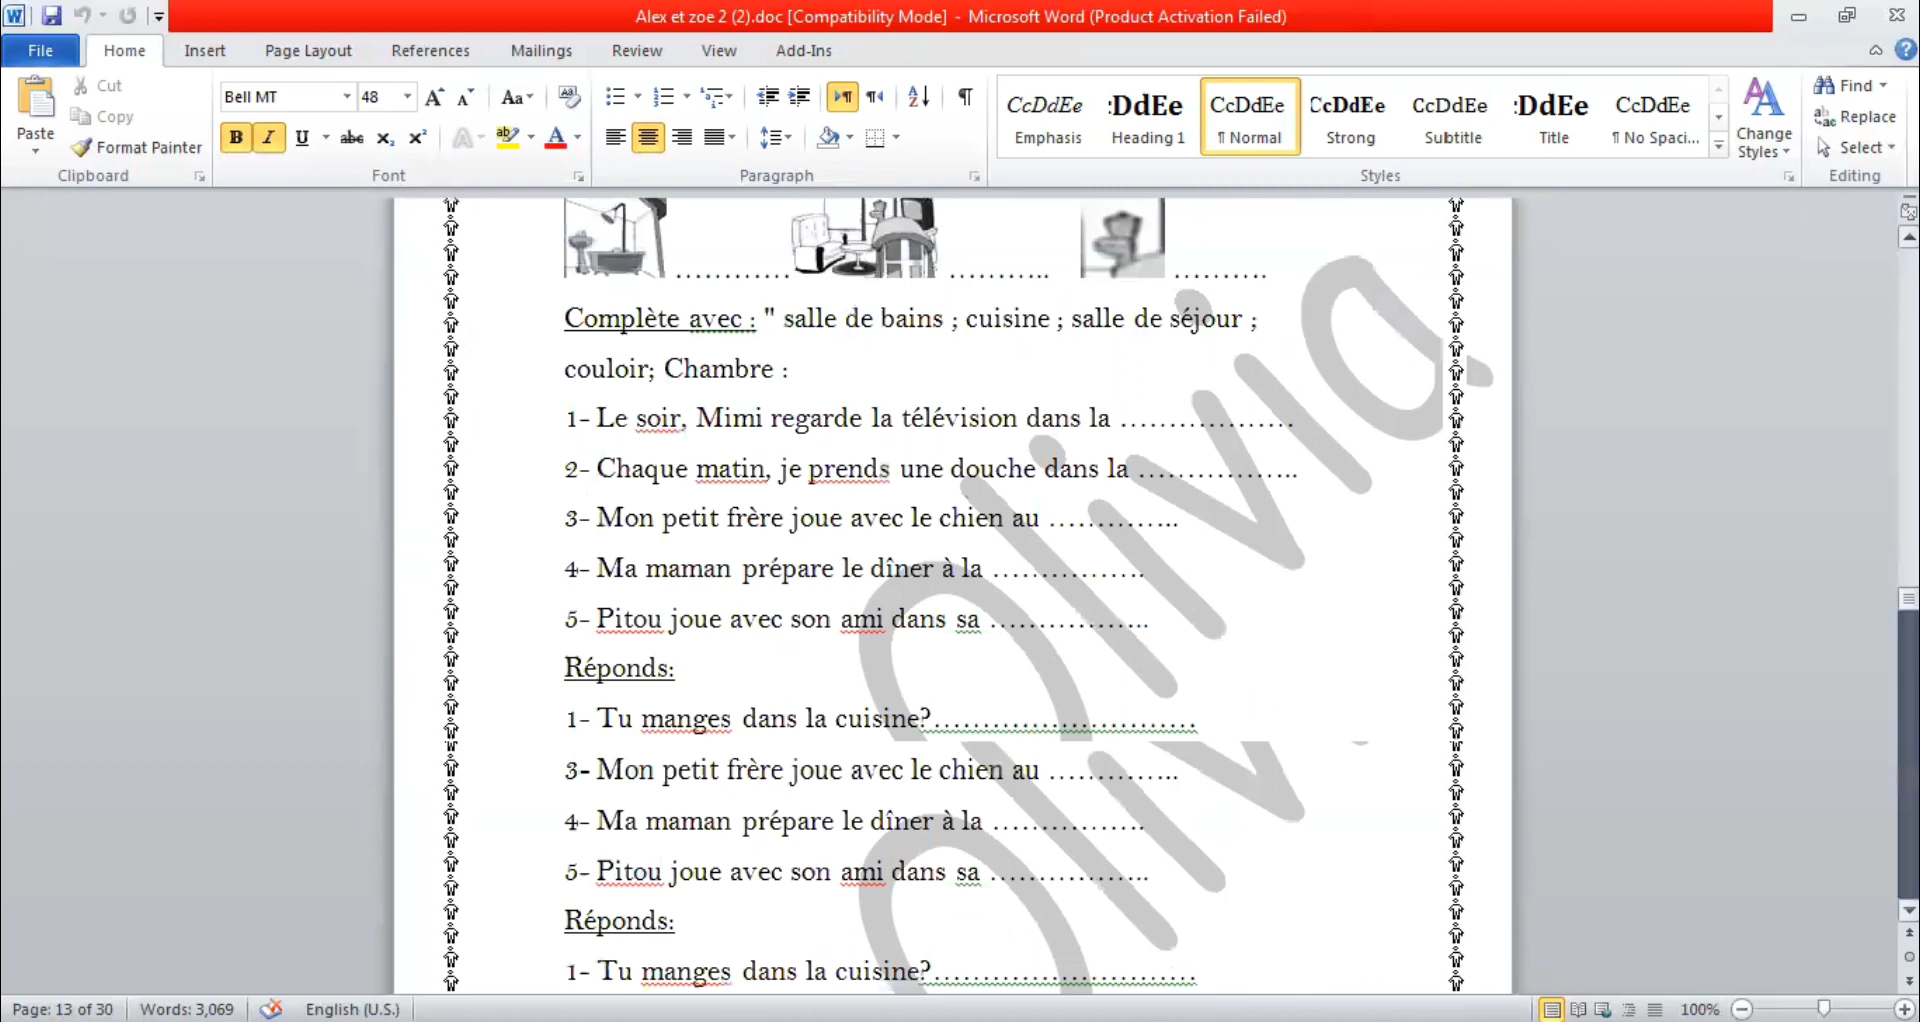 Alex et zoe 2 (2).doc [Compatibility Mode] - Microsoft Word (Product Activation Failed)
File Home Insert Page Layout References Mailings Review View Add-Ins
Paste
Cut
Copy
Format Painter
Clipboard
Bell MT 48
Font
Paragraph
CcDdEe :DdEe CcDdEe CcDdEe CcDdEe :DdEe CcDdEe
Emphasis Heading 1 ¶ Normal Strong Subtitle Title ¶ No Spaci...
Styles
Change Styles
Find
Replace
Select
Editing
............ ........... ..........
Complète avec : " salle de bains ; cuisine ; salle de séjour ;
couloir; Chambre :
1- Le soir, Mimi regarde la télévision dans la ………………
2- Chaque matin, je prends une douche dans la ……………..
3- Mon petit frère joue avec le chien au …………..
4- Ma maman prépare le dîner à la …………….
5- Pitou joue avec son ami dans sa ……………..
Réponds:
1- Tu manges dans la cuisine?………………………
3- Mon petit frère joue avec le chien au …………..
4- Ma maman prépare le dîner à la …………….
5- Pitou joue avec son ami dans sa ……………..
Réponds:
1- Tu manges dans la cuisine?………………………
Olivia
Page: 13 of 30 Words: 3,069 English (U.S.) 100%